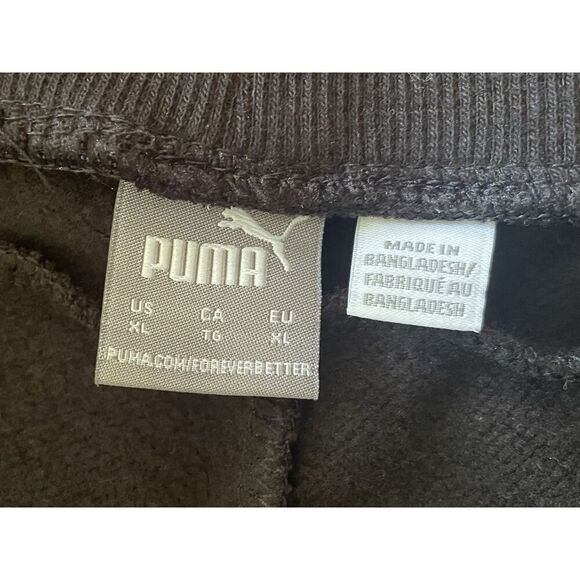 PUMA
US CA EU
XL TG XL
PUMA.COM/FOREVERBETTER
MADE IN
BANGLADESH/
FABRIQUÉ AU
BANGLADESH